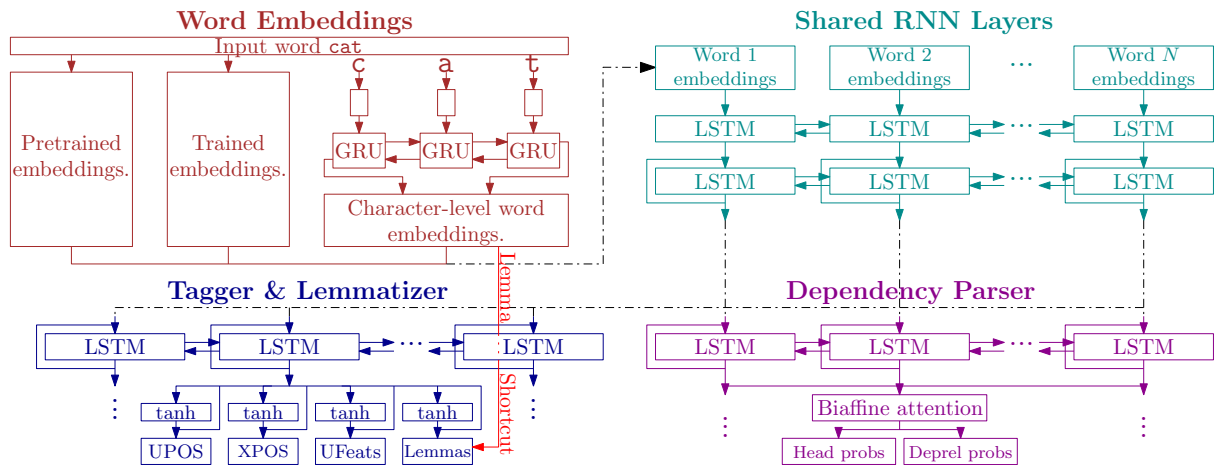 Word Embeddings
Input word cat
c a t
Pretrained
embeddings.
Trained
embeddings.
GRU GRU GRU
Character-level word
embeddings.
Shared RNN Layers
Word 1
embeddings
Word 2
embeddings
...
Word N
embeddings
LSTM LSTM ... LSTM
LSTM LSTM ... LSTM
Lemma Shortcut
Tagger & Lemmatizer
LSTM LSTM ... LSTM
tanh tanh tanh tanh
UPOS XPOS UFeats Lemmas
Dependency Parser
LSTM LSTM ... LSTM
Biaffine attention
Head probs Deprel probs